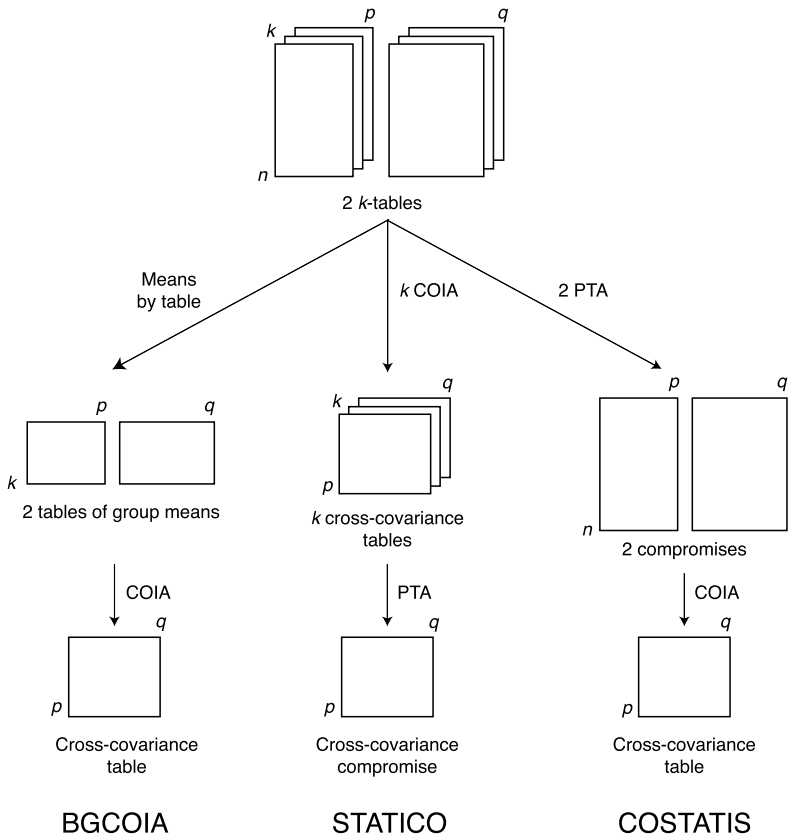 p
q
k
n
2 k-tables
Means
by table
k COIA
2 PTA
p
q
k
2 tables of group means
q
k
p
k cross-covariance
tables
p
q
n
2 compromises
COIA
PTA
COIA
q
p
Cross-covariance
table
q
p
Cross-covariance
compromise
q
p
Cross-covariance
table
BGCOIA
STATICO
COSTATIS